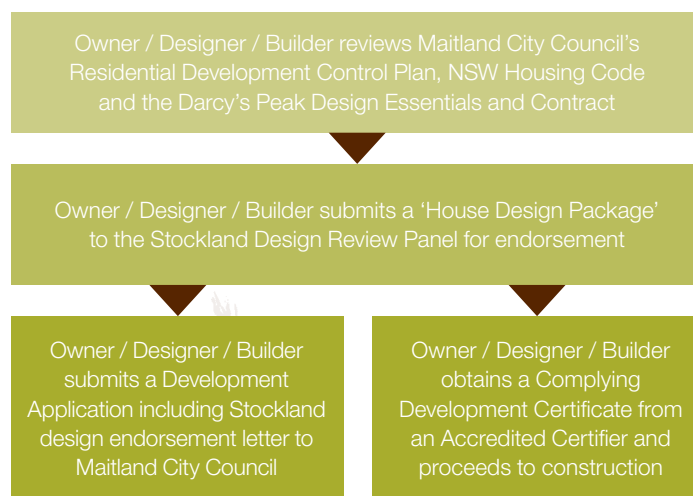 Owner / Designer / Builder reviews Maitland City Council’s
Residential Development Control Plan, NSW Housing Code
and the Darcy’s Peak Design Essentials and Contract
Owner / Designer / Builder submits a ‘House Design Package’
to the Stockland Design Review Panel for endorsement
Owner / Designer / Builder
submits a Development
Application including Stockland
design endorsement letter to
Maitland City Council
Owner / Designer / Builder
obtains a Complying
Development Certificate from
an Accredited Certifier and
proceeds to construction